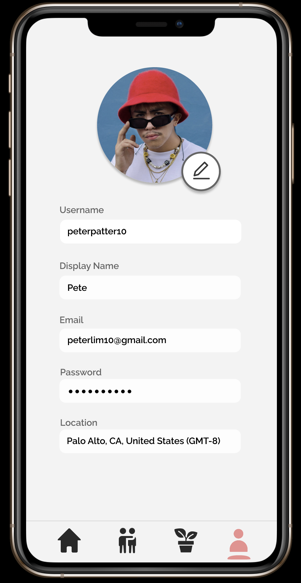 Username
peterpatter10
Display Name
Pete
Email
peterlim10@gmail.com
Password
••••••••••
Location
Palo Alto, CA, United States (GMT-8)